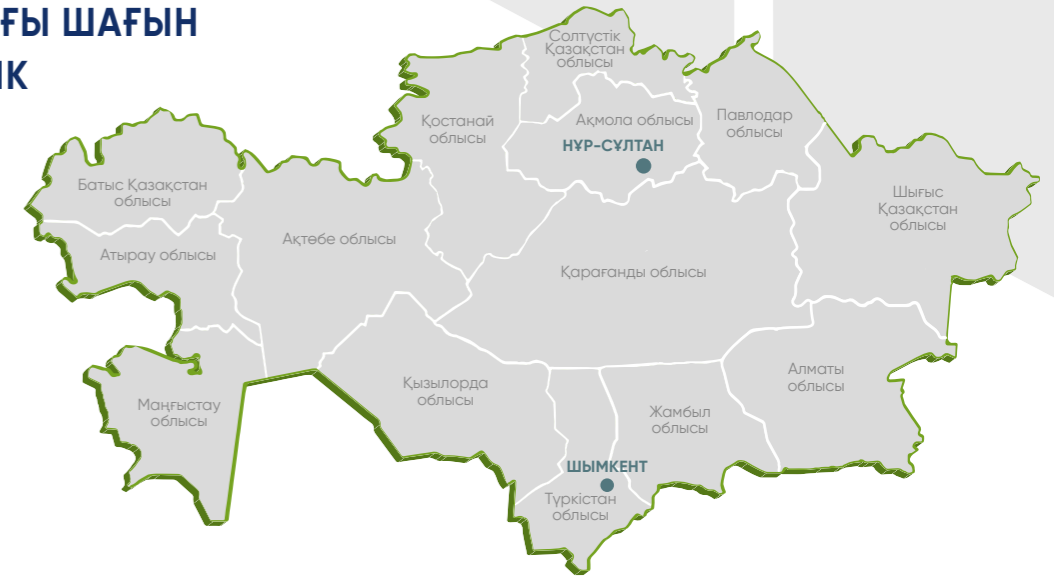 ҒЫ ШАҒЫН
ІК
Солтүстік
Қазақстан
облысы
Қостанай
облысы
Ақмола облысы
НҰР-СҰЛТАН
Павлодар
облысы
Батыс Қазақстан
облысы
Шығыс
Қазақстан
облысы
Атырау облысы
Ақтөбе облысы
Қарағанды облысы
Маңғыстау
облысы
Қызылорда
облысы
Жамбыл
облысы
Алматы
облысы
ШЫМКЕНТ
Түркістан
облысы